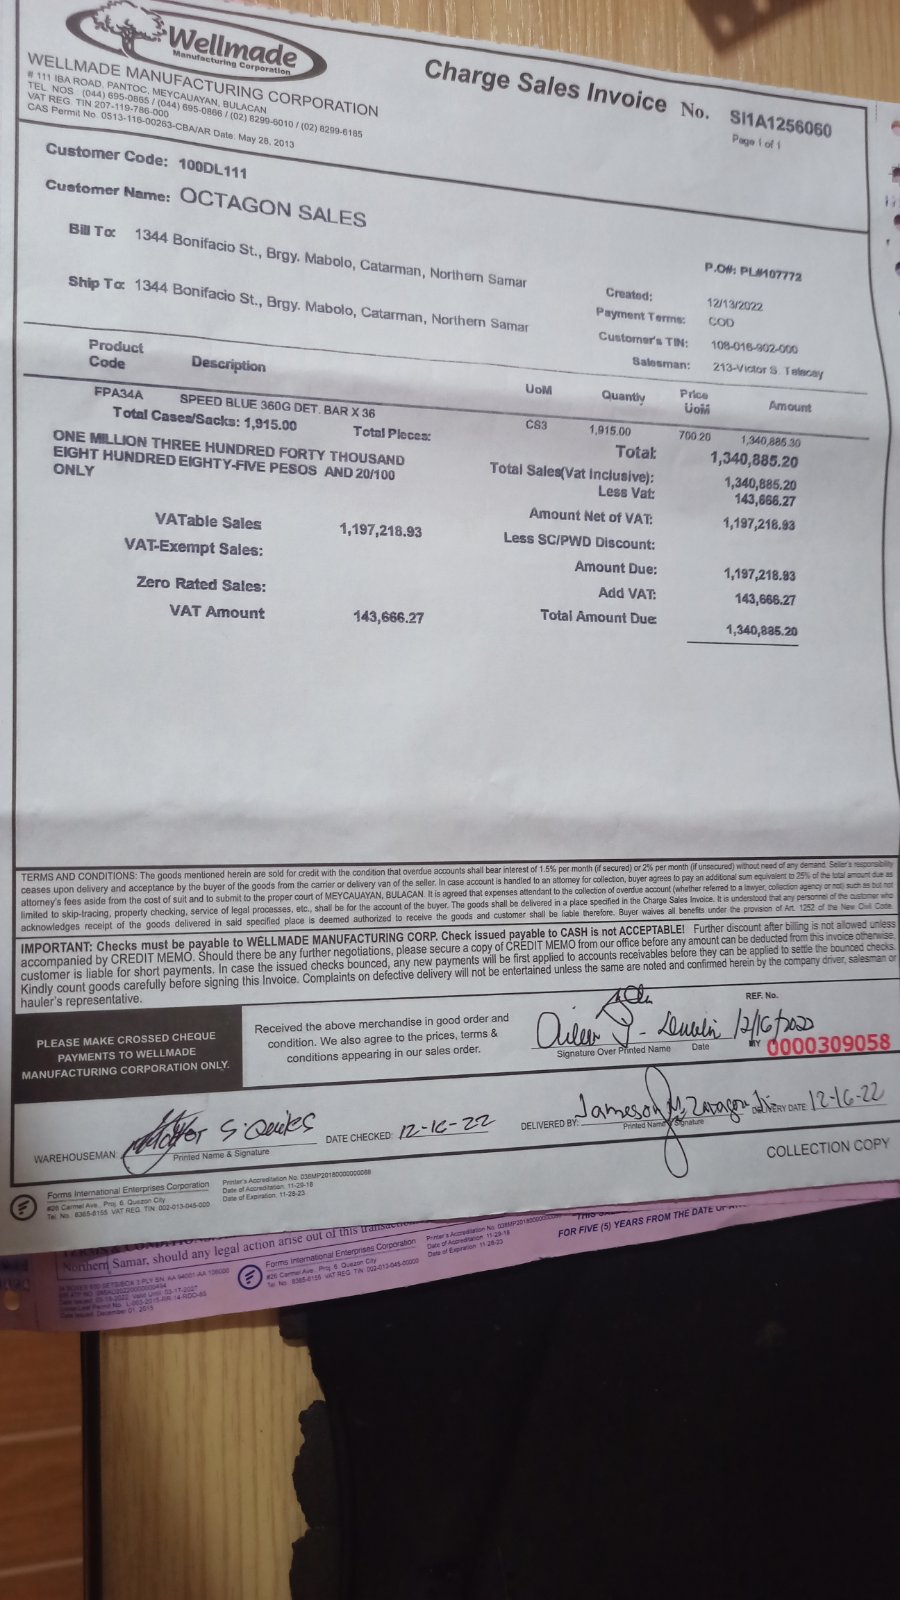 Wellmade
Manufacturing Corporation
WELLMADE MANUFACTURING CORPORATION
# 111 IBA ROAD, PANTOC, MEYCAUAYAN, BULACAN
TEL NOS (044) 695-0865 / (044) 695-0866 / (02) 8299-6010 / (02) 8299-6185
VAT REG. TIN 207-119-786-000
CAS Permit No. 0513-116-00263-CBA/AR Date: May 28, 2013
Charge Sales Invoice No. SI1A1256060
Page 1 of 1
Customer Code: 100DL111
Customer Name: OCTAGON SALES
Bill To: 1344 Bonifacio St., Brgy. Mabolo, Catarman, Northern Samar
Ship To: 1344 Bonifacio St., Brgy. Mabolo, Catarman, Northern Samar
P.O#: PL#107772
Created: 12/13/2022
Payment Terms: COD
Customer's TIN: 108-016-902-000
Salesman: 213-Victor S.
Product Code Description UoM Quantiy Price UoM Amount
FPA34A SPEED BLUE 360G DET. BAR X 36 CS3 1,915.00 700.20 1,340,885.30
Total Cases/Sacks: 1,915.00 Total Pieces:
ONE MILLION THREE HUNDRED FORTY THOUSAND
EIGHT HUNDRED EIGHTY-FIVE PESOS AND 20/100
ONLY
Total: 1,340,885.20
Total Sales(Vat Inclusive): 1,340,885.20
Less Vat: 143,666.27
VATable Sales 1,197,218.93
Amount Net of VAT: 1,197,218.93
VAT-Exempt Sales:
Less SC/PWD Discount:
Zero Rated Sales:
Amount Due: 1,197,218.93
Add VAT: 143,666.27
VAT Amount 143,666.27
Total Amount Due: 1,340,885.20
TERMS AND CONDITIONS: The goods mentioned herein are sold for credit with the condition that overdue accounts shall bear interest of 1.5% per month (if secured) or 2% per month (if unsecured) without need of any demand. Seller's responsibility
ceases upon delivery and acceptance by the buyer of the goods from the carrier or delivery van of the seller. In case account is handled to an attorney for collection, buyer agrees to pay an additional sum equivalent to 25% of the total amount due as
attorney's fees aside from the cost of suit and to submit to the proper court of MEYCAUAYAN, BULACAN. It is agreed that expenses attendant to the collection of overdue account (whether referred to a lawyer, collection agency or not) such as but not
limited to skip-tracing, property checking, service of legal processes, etc., shall be for the account of the buyer. The goods shall be delivered in a place specified in the Charge Sales Invoice. It is understood that any personnel of the customer who
acknowledges receipt of the goods delivered in said specified place is deemed authorized to receive the goods and customer shall be liable therefore. Buyer waives all benefits under the provision of Art. 1252 of the New Civil Code.
IMPORTANT: Checks must be payable to WELLMADE MANUFACTURING CORP. Check issued payable to CASH is not ACCEPTABLE! Further discount after billing is not allowed unless
accompanied by CREDIT MEMO. Should there be any further negotiations, please secure a copy of CREDIT MEMO from our office before any amount can be deducted from this invoice otherwise,
customer is liable for short payments. In case the issued checks bounced, any new payments will be first applied to accounts receivables before they can be applied to settle the bounced checks.
Kindly count goods carefully before signing this Invoice. Complaints on defective delivery will not be entertained unless the same are noted and confirmed herein by the company driver, salesman or
hauler's representative.
PLEASE MAKE CROSSED CHEQUE
PAYMENTS TO WELLMADE
MANUFACTURING CORPORATION ONLY.
Received the above merchandise in good order and
condition. We also agree to the prices, terms &
conditions appearing in our sales order.
Signature Over Printed Name Date
REF. No.
MY 0000309058
WAREHOUSEMAN:
Printed Name & Signature
DATE CHECKED: 12-16-22
DELIVERED BY: Jameson M.
Printed Name / Signature
DELIVERY DATE: 12-16-22
COLLECTION COPY
Forms International Enterprises Corporation
#26 Carmel Ave., Proj. 6 Quezon City
Tel. No. 8365-8155 VAT REG. TIN 002-013-045-000
Printer's Accreditation No. 038MP20180000000068
Date of Accreditation: 11-29-18
Date of Expiration: 11-28-23
Northern Samar, should any legal action arise out of this
Forms International Enterprises Corporation
#26 Carmel Ave., Proj. 6 Quezon City
Tel. No. 8365-8155 VAT REG. TIN 002-013-045-00000
Date of Accreditation: 11-29-18
Date of Expiration: 11-28-23
FOR FIVE (5) YEARS FROM THE DATE OF